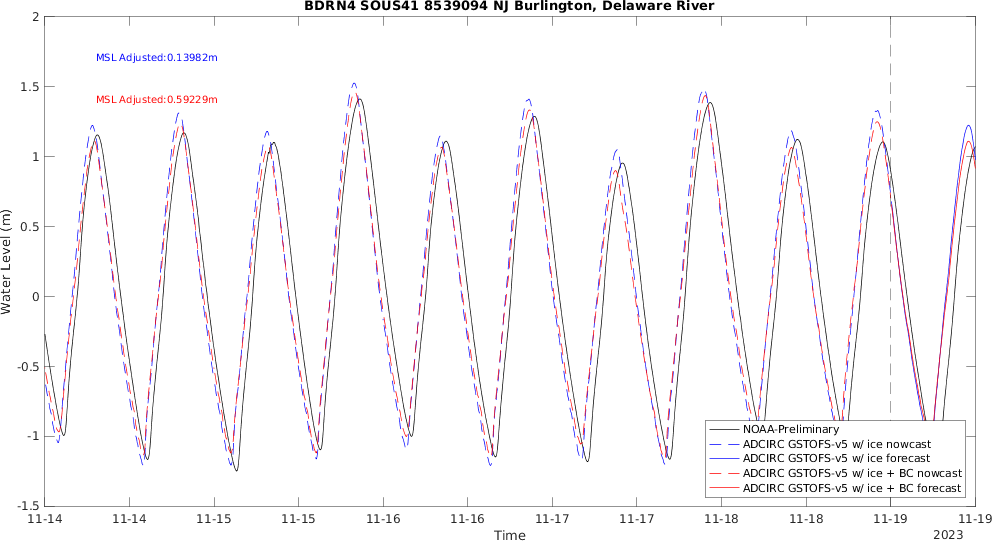 BDRN4 SOUS41 8539094 NJ Burlington, Delaware River
2
1.5
1
0.5
0
-0.5
-1
-1.5
Water Level (m)
MSL Adjusted:0.13982m
MSL Adjusted:0.59229m
NOAA-Preliminary
ADCIRC GSTOFS-v5 w/ ice nowcast
ADCIRC GSTOFS-v5 w/ ice forecast
ADCIRC GSTOFS-v5 w/ ice + BC nowcast
ADCIRC GSTOFS-v5 w/ ice + BC forecast
11-14 11-14 11-15 11-15 11-16 11-16 11-17 11-17 11-18 11-18 11-19 11-19
Time
2023